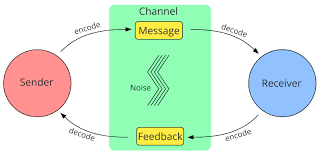 Channel
encode
Message
decode
Sender
Noise
Receiver
decode
Feedback
encode